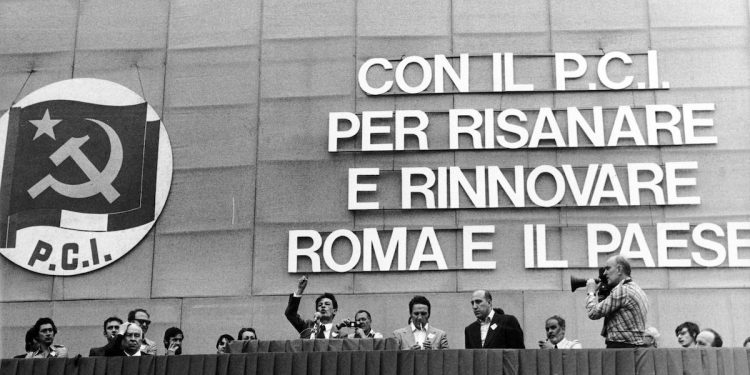 CON IL P.C.I.
PER RISANARE
E RINNOVARE
ROMA E IL PAESE
P.C.I.